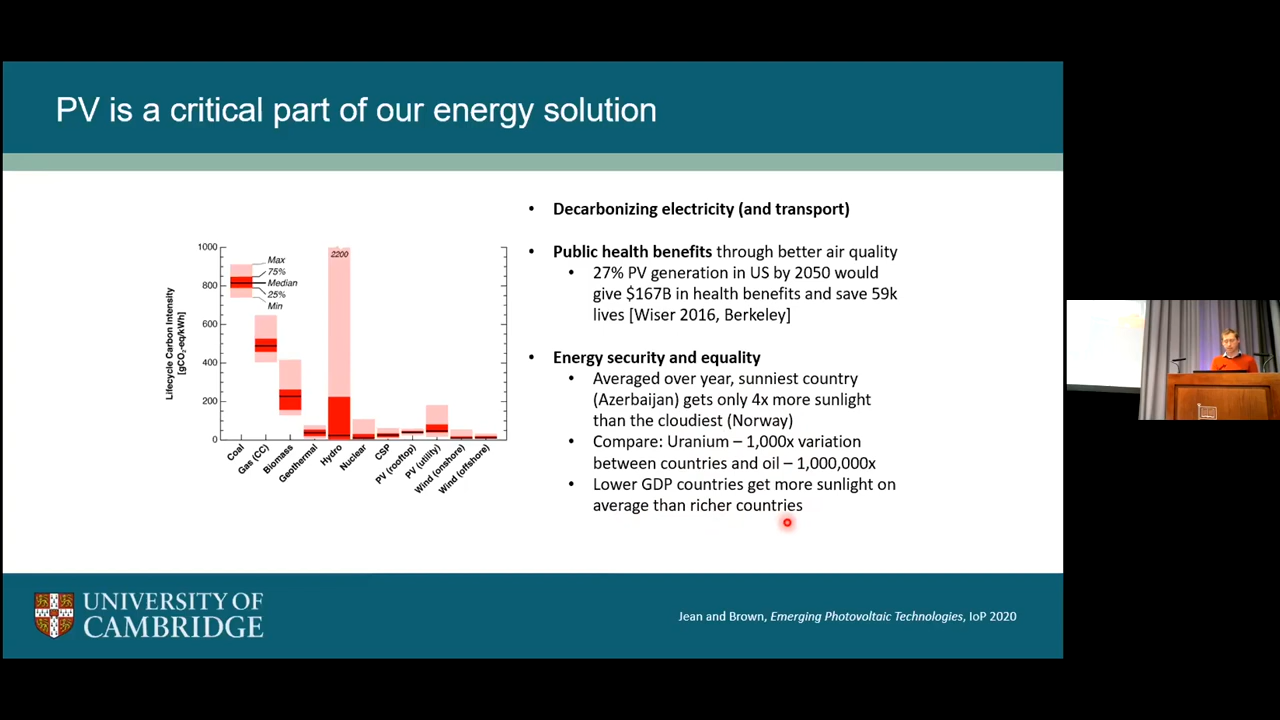 PV is a critical part of our energy solution
• Decarbonizing electricity (and transport)
• Public health benefits through better air quality
• 27% PV generation in US by 2050 would
give $167B in health benefits and save 59k
lives [Wiser 2016, Berkeley]
• Energy security and equality
• Averaged over year, sunniest country
(Azerbaijan) gets only 4x more sunlight
than the cloudiest (Norway)
• Compare: Uranium – 1,000x variation
between countries and oil – 1,000,000x
• Lower GDP countries get more sunlight on
average than richer countries
Lifecycle Carbon Intensity
[gCO2-eq/kWh]
1000
800
600
400
200
0
Max
75%
Median
25%
Min
2200
Coal
Gas (CC)
Biomass
Geothermal
Hydro
Nuclear
CSP
PV (rooftop)
PV (utility)
Wind (onshore)
Wind (offshore)
UNIVERSITY OF
CAMBRIDGE
Jean and Brown, Emerging Photovoltaic Technologies, IoP 2020